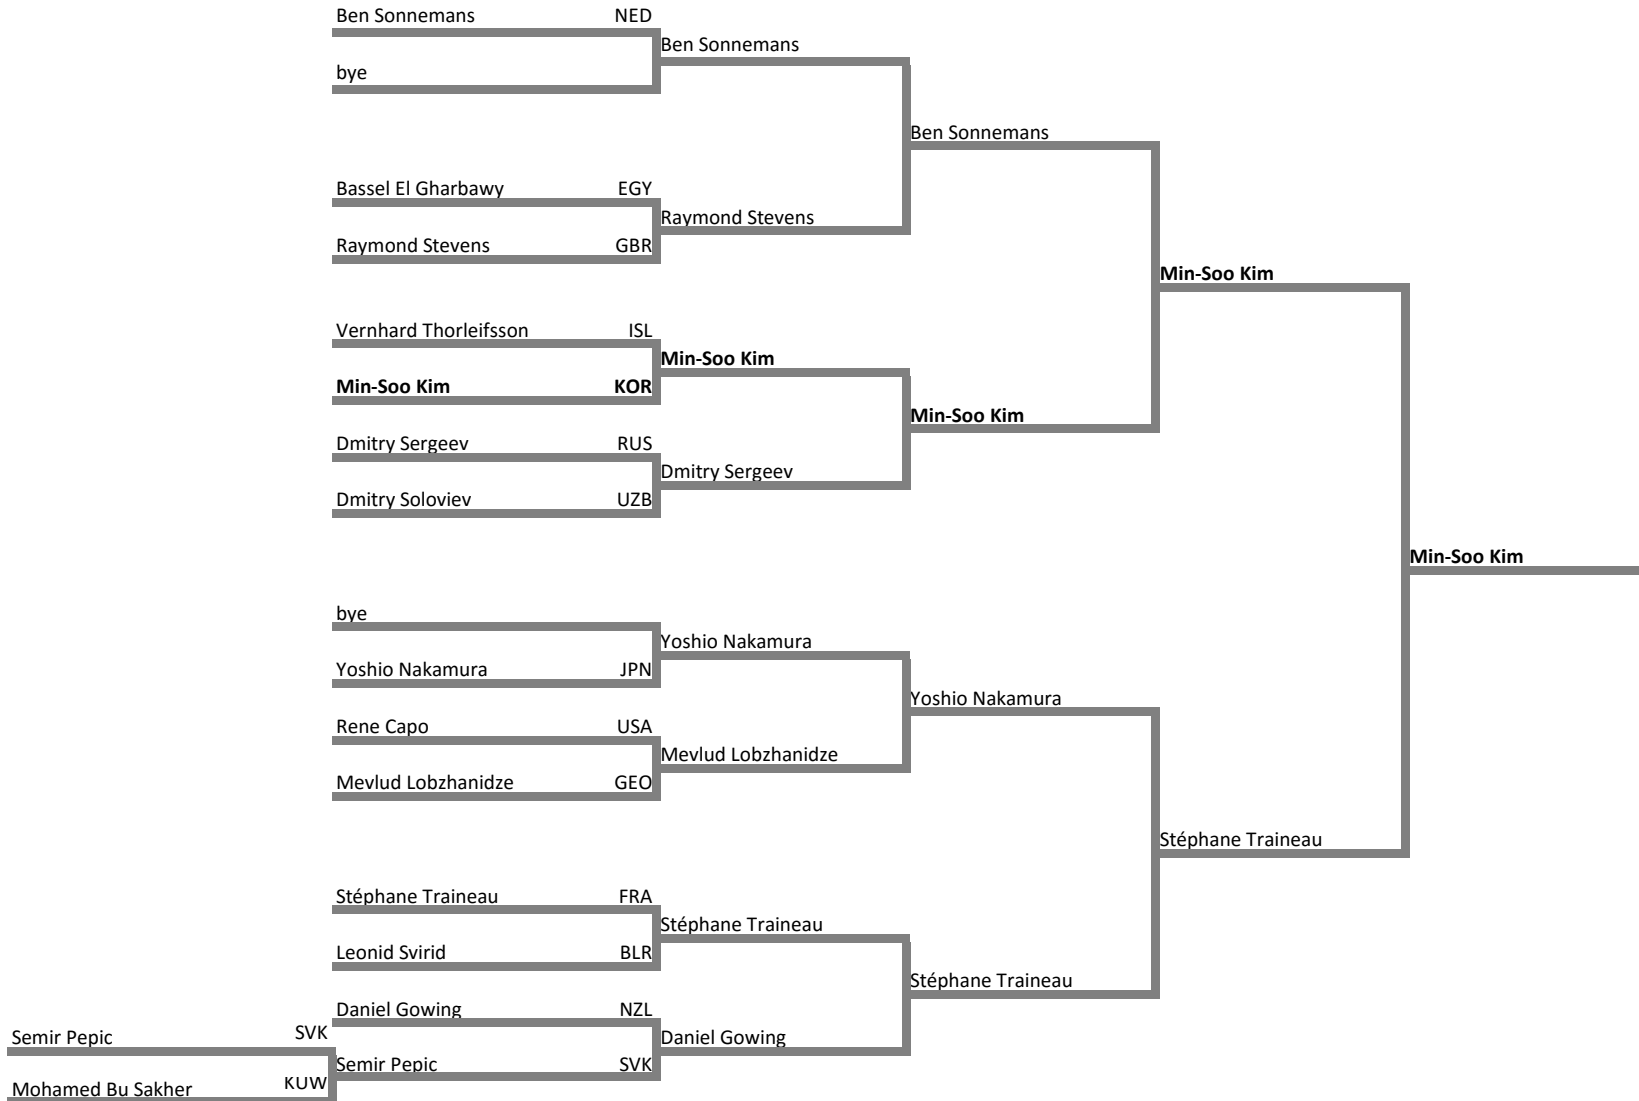 Ben Sonnemans NED
Ben Sonnemans
bye
Ben Sonnemans
Bassel El Gharbawy EGY
Raymond Stevens
Raymond Stevens GBR
Min-Soo Kim
Vernhard Thorleifsson ISL
Min-Soo Kim
Min-Soo Kim KOR
Min-Soo Kim
Dmitry Sergeev RUS
Dmitry Sergeev
Dmitry Soloviev UZB
Min-Soo Kim
bye
Yoshio Nakamura
Yoshio Nakamura JPN
Yoshio Nakamura
Rene Capo USA
Mevlud Lobzhanidze
Mevlud Lobzhanidze GEO
Stéphane Traineau
Stéphane Traineau FRA
Stéphane Traineau
Leonid Svirid BLR
Stéphane Traineau
Daniel Gowing NZL
Semir Pepic SVK
Daniel Gowing
Semir Pepic SVK
Mohamed Bu Sakher KUW